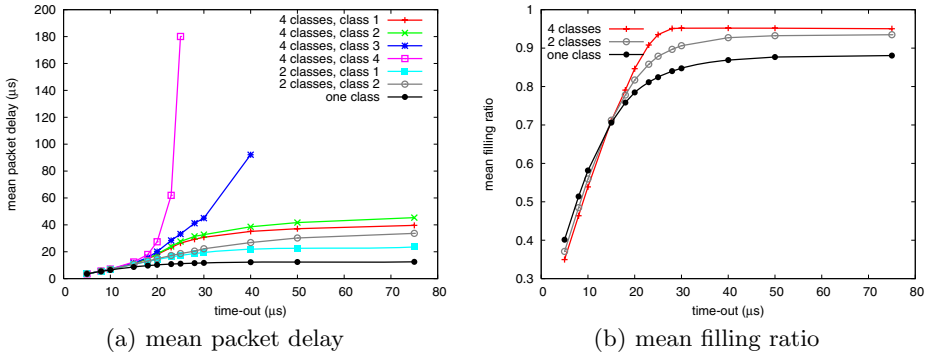 200
180
160
140
120
100
80
60
40
20
0
mean packet delay (μs)
4 classes, class 1
4 classes, class 2
4 classes, class 3
4 classes, class 4
2 classes, class 1
2 classes, class 2
one class
0 10 20 30 40 50 60 70 80
time-out (μs)
(a) mean packet delay
1
0.9
0.8
0.7
0.6
0.5
0.4
0.3
mean filling ratio
4 classes
2 classes
one class
0 10 20 30 40 50 60 70 80
time-out (μs)
(b) mean filling ratio